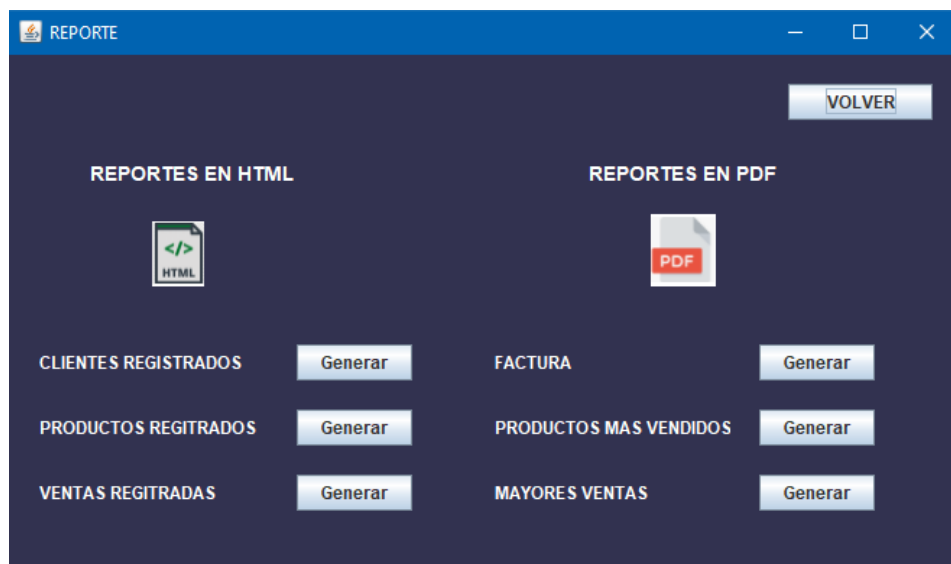 REPORTE
VOLVER
REPORTES EN HTML
REPORTES EN PDF
</>
HTML
PDF
CLIENTES REGISTRADOS Generar
FACTURA Generar
PRODUCTOS REGITRADOS Generar
PRODUCTOS MAS VENDIDOS Generar
VENTAS REGITRADAS Generar
MAYORES VENTAS Generar